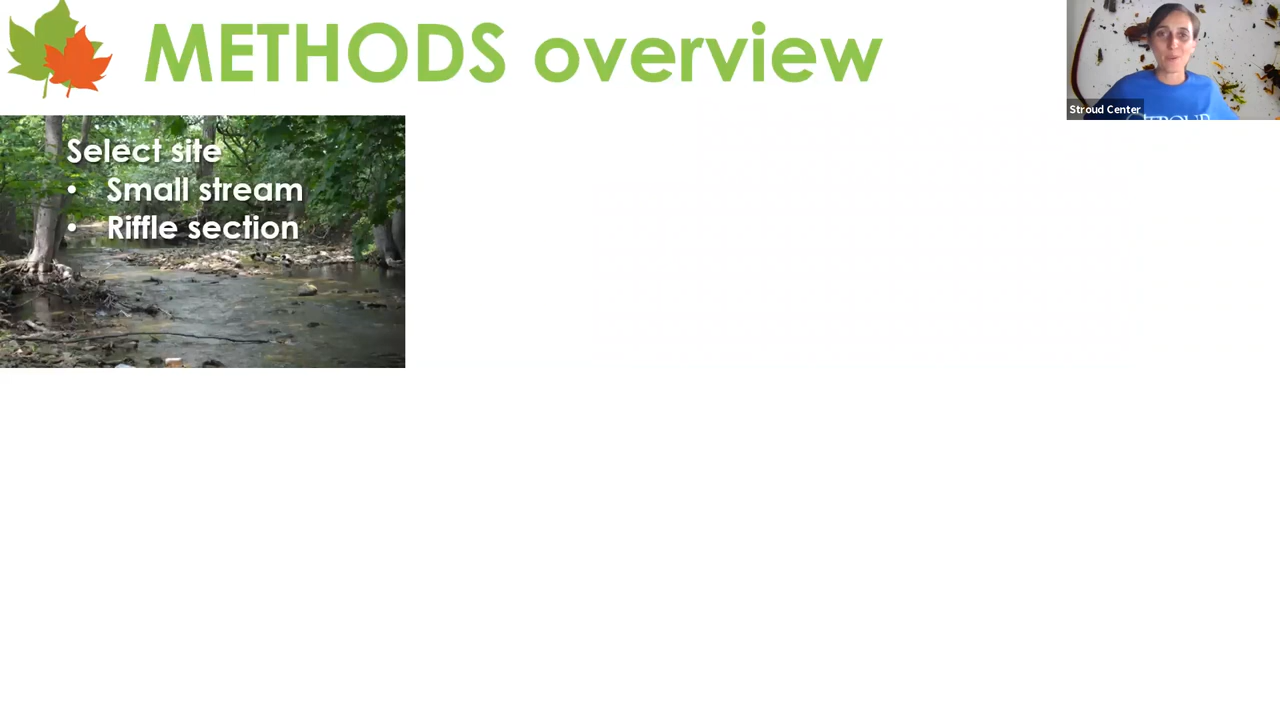 METHODS overview
Stroud Center
Select site
• Small stream
• Riffle section